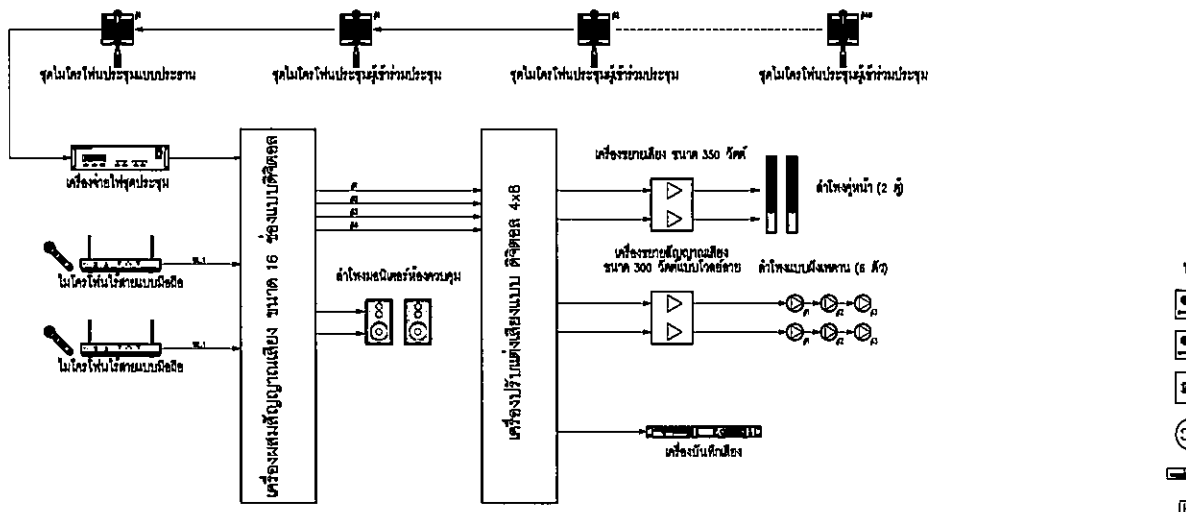 ชุดไมโครโฟนประชุมแบบประธาน
ชุดไมโครโฟนประชุมผู้เข้าร่วมประชุม
ชุดไมโครโฟนประชุมผู้เข้าร่วมประชุม
ชุดไมโครโฟนประชุมผู้เข้าร่วมประชุม
เครื่องจ่ายไฟชุดประชุม
ไมโครโฟนไร้สายแบบมือถือ
ไมโครโฟนไร้สายแบบมือถือ
เครื่องผสมสัญญาณเสียง ขนาด 16 ช่องแบบดิจิตอล
ลำโพงมอนิเตอร์ห้องควบคุม
เครื่องปรับแต่งเสียงแบบ ดิจิตอล 4x8
เครื่องขยายเสียง ขนาด 350 วัตต์
ลำโพงคู่หน้า (2 ตู้)
เครื่องขยายสัญญาณเสียง
ขนาด 300 วัตต์แบบโวลต์ลาย
ลำโพงแบบฝังเพดาน (6 ตัว)
เครื่องบันทึกเสียง